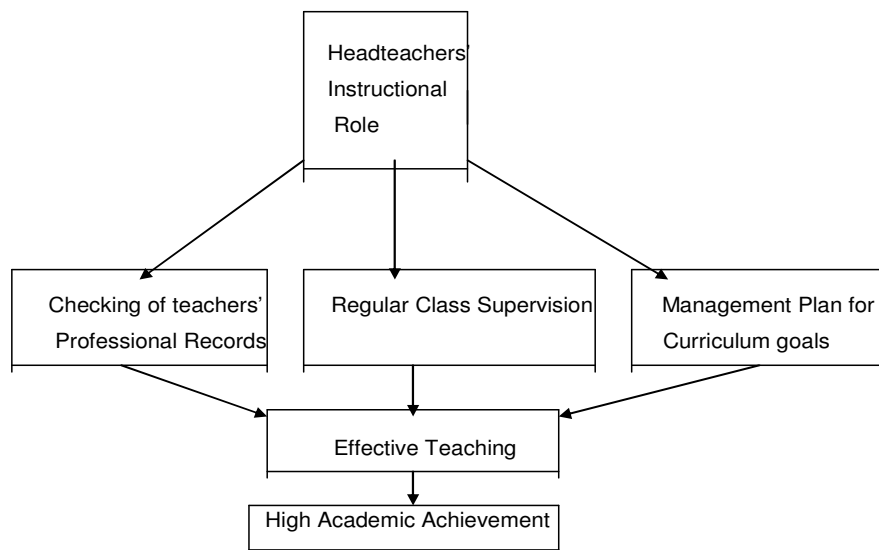 Headteachers'
Instructional
Role
Checking of teachers'
Professional Records
Regular Class Supervision
Management Plan for
Curriculum goals
Effective Teaching
High Academic Achievement